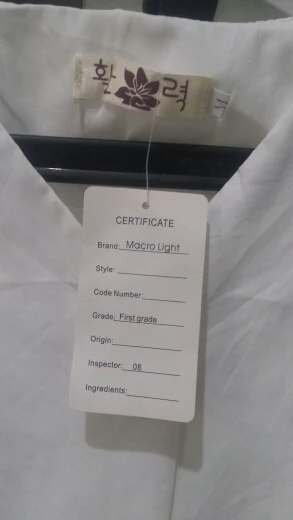 활력
CERTIFICATE
Brand: Macro Light
Style:
Code Number:
Grade: First grade
Origin:
Inspector: 08
Ingredients: